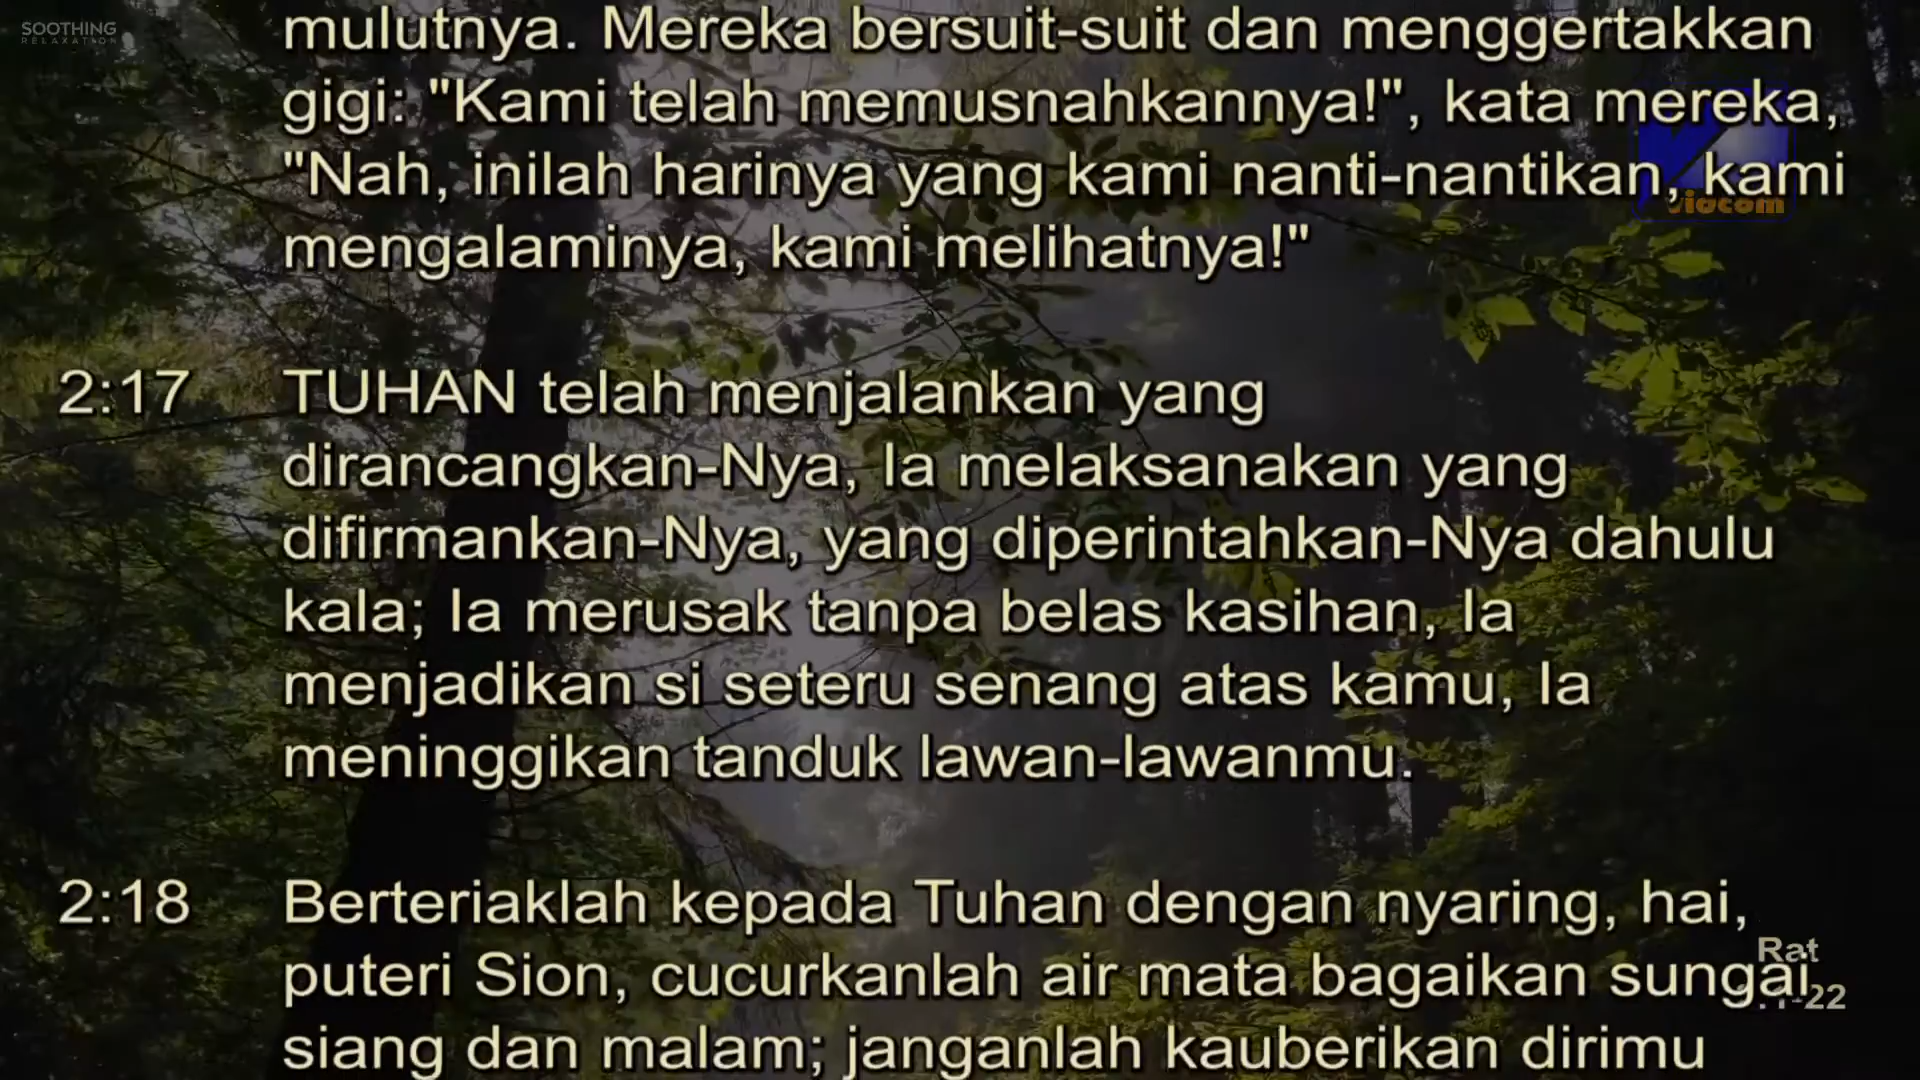 SOOTHING
RELAXATION
mulutnya. Mereka bersuit-suit dan menggertakkan
gigi: "Kami telah memusnahkannya!", kata mereka,
"Nah, inilah harinya yang kami nanti-nantikan, kami
viocom
mengalaminya, kami melihatnya!"
2:17 TUHAN telah menjalankan yang
dirancangkan-Nya, Ia melaksanakan yang
difirmankan-Nya, yang diperintahkan-Nya dahulu
kala; Ia merusak tanpa belas kasihan, Ia
menjadikan si seteru senang atas kamu, Ia
meninggikan tanduk lawan-lawanmu.
2:18 Berteriaklah kepada Tuhan dengan nyaring, hai,
Rat
puteri Sion, cucurkanlah air mata bagaikan sungai
siang dan malam; janganlah kauberikan dirimu